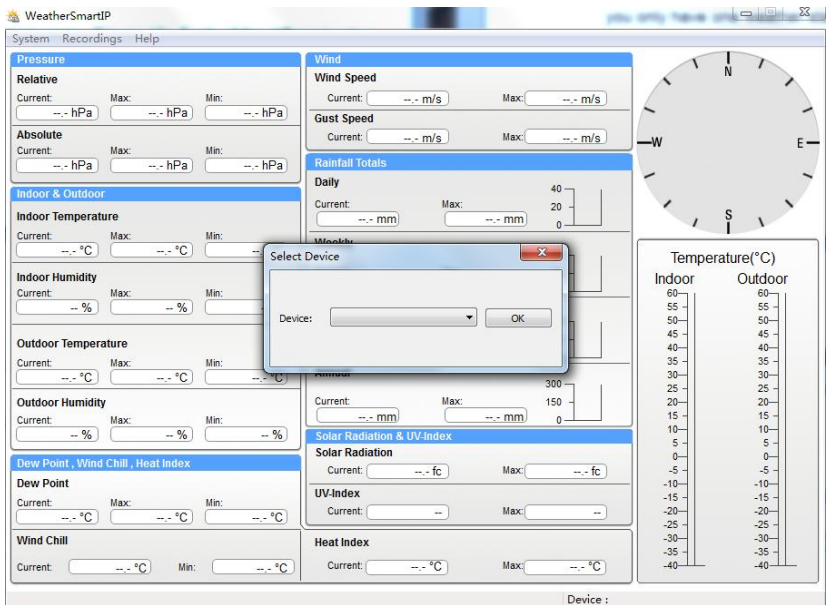 WeatherSmartIP
you only have one
System Recordings Help
Pressure
Relative
Current: Max: Min:
--.- hPa --.- hPa --.- hPa
Absolute
Current: Max: Min:
--.- hPa --.- hPa --.- hPa
Indoor & Outdoor
Indoor Temperature
Current: Max: Min:
--.- °C --.- °C
Indoor Humidity
Current: Max: Min:
-- % -- %
Outdoor Temperature
Current: Max: Min:
--.- °C --.- °C --.- °C
Outdoor Humidity
Current: Max: Min:
-- % -- % -- %
Dew Point , Wind Chill , Heat Index
Dew Point
Current: Max: Min:
--.- °C --.- °C --.- °C
Wind Chill
Current: --.- °C Min: --.- °C
Wind
Wind Speed
Current: --.- m/s Max: --.- m/s
Gust Speed
Current: --.- m/s Max: --.- m/s
Rainfall Totals
Daily
Current: Max:
--.- mm --.- mm
40
20
0
Weekly
Select Device
Device: OK
Annual
Current: Max:
--.- mm --.- mm
300
150
0
Solar Radiation & UV-Index
Solar Radiation
Current: --.- fc Max: --.- fc
UV-Index
Current: -- Max: --
Heat Index
Current: --.- °C Max: --.- °C
N
W E
S
Temperature(°C)
Indoor Outdoor
60 60
55 55
50 50
45 45
40 40
35 35
30 30
25 25
20 20
15 15
10 10
5 5
0 0
-5 -5
-10 -10
-15 -15
-20 -20
-25 -25
-30 -30
-35 -35
-40 -40
Device :